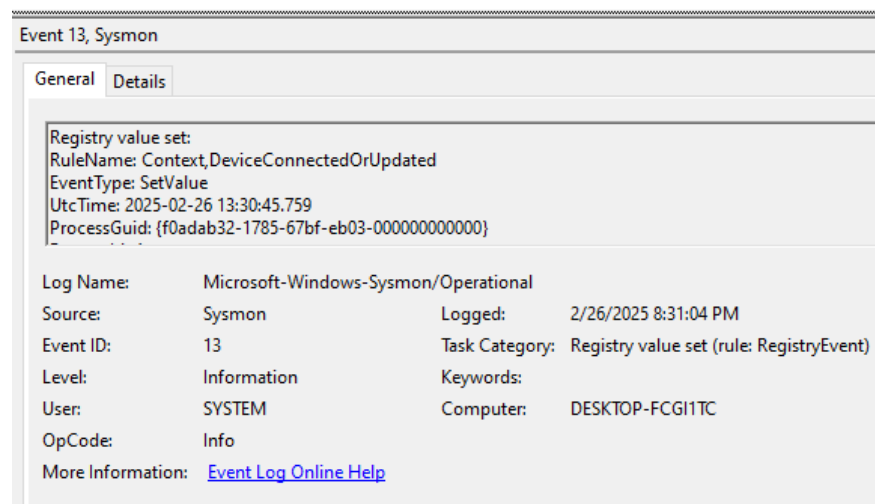 Event 13, Sysmon
General Details
Registry value set:
RuleName: Context,DeviceConnectedOrUpdated
EventType: SetValue
UtcTime: 2025-02-26 13:30:45.759
ProcessGuid: {f0adab32-1785-67bf-eb03-000000000000}
Log Name: Microsoft-Windows-Sysmon/Operational
Source: Sysmon Logged: 2/26/2025 8:31:04 PM
Event ID: 13 Task Category: Registry value set (rule: RegistryEvent)
Level: Information Keywords:
User: SYSTEM Computer: DESKTOP-FCGI1TC
OpCode: Info
More Information: Event Log Online Help